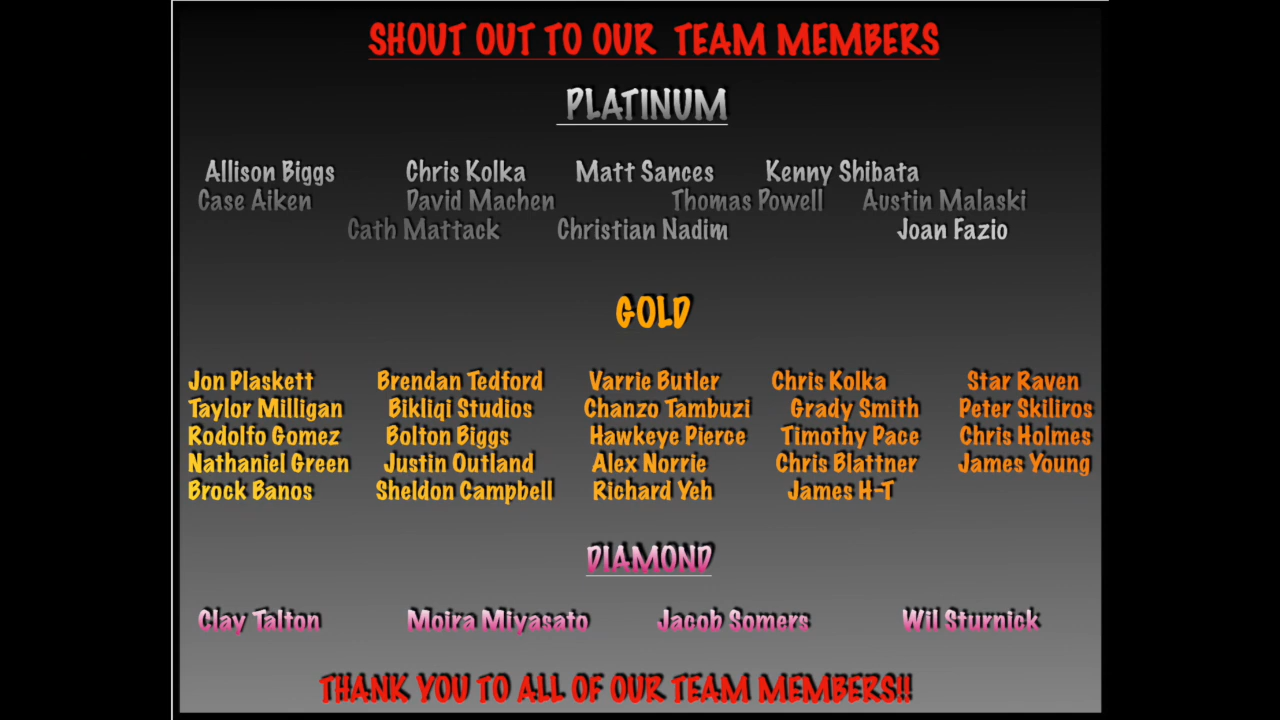 SHOUT OUT TO OUR TEAM MEMBERS
PLATINUM
Allison Biggs Chris Kolka Matt Sances Kenny Shibata
Case Aiken David Machen Thomas Powell Austin Malaski
Cath Mattack Christian Nadim Joan Fazio
GOLD
Jon Plaskett Brendan Tedford Varrie Butler Chris Kolka Star Raven
Taylor Milligan Bikliqi Studios Chanzo Tambuzi Grady Smith Peter Skiliros
Rodolfo Gomez Bolton Biggs Hawkeye Pierce Timothy Pace Chris Holmes
Nathaniel Green Justin Outland Alex Norrie Chris Blattner James Young
Brock Banos Sheldon Campbell Richard Yeh James H-T
DIAMOND
Clay Talton Moira Miyasato Jacob Somers Wil Sturnick
THANK YOU TO ALL OF OUR TEAM MEMBERS!!